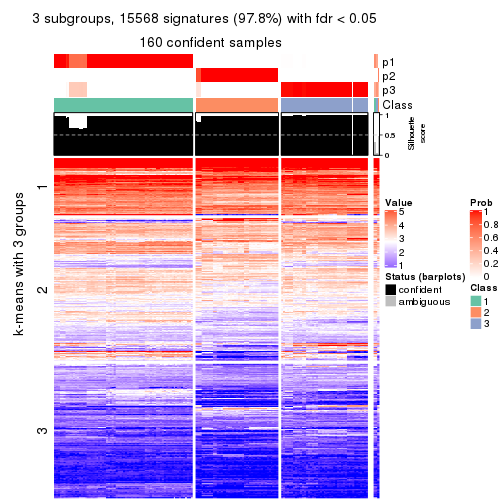 3 subgroups, 15568 signatures (97.8%) with fdr < 0.05
160 confident samples
p1
p2
p3
Class
1
0.5
0
Silhouette
score
k-means with 3 groups
1
2
3
Value
5
4
3
2
1
Status (barplots)
confident
ambiguous
Prob
1
0.8
0.6
0.4
0.2
0
Class
1
2
3